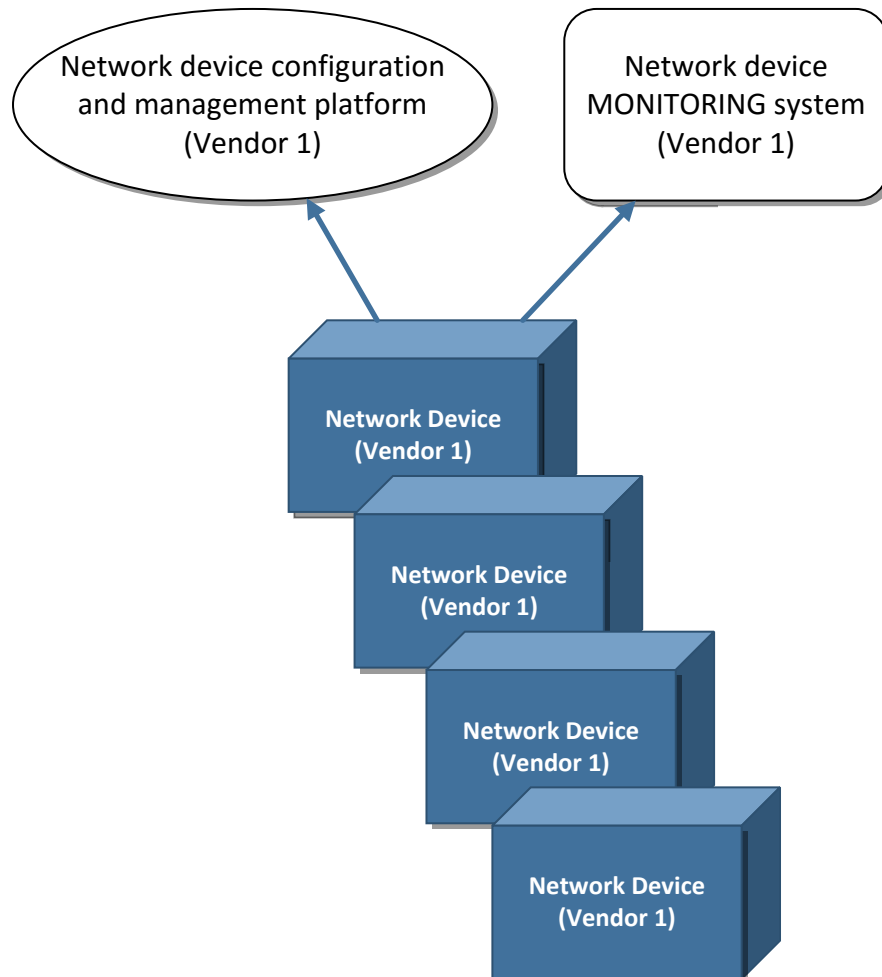 Network device configuration
and management platform
(Vendor 1)
Network device
MONITORING system
(Vendor 1)
Network Device
(Vendor 1)
Network Device
(Vendor 1)
Network Device
(Vendor 1)
Network Device
(Vendor 1)